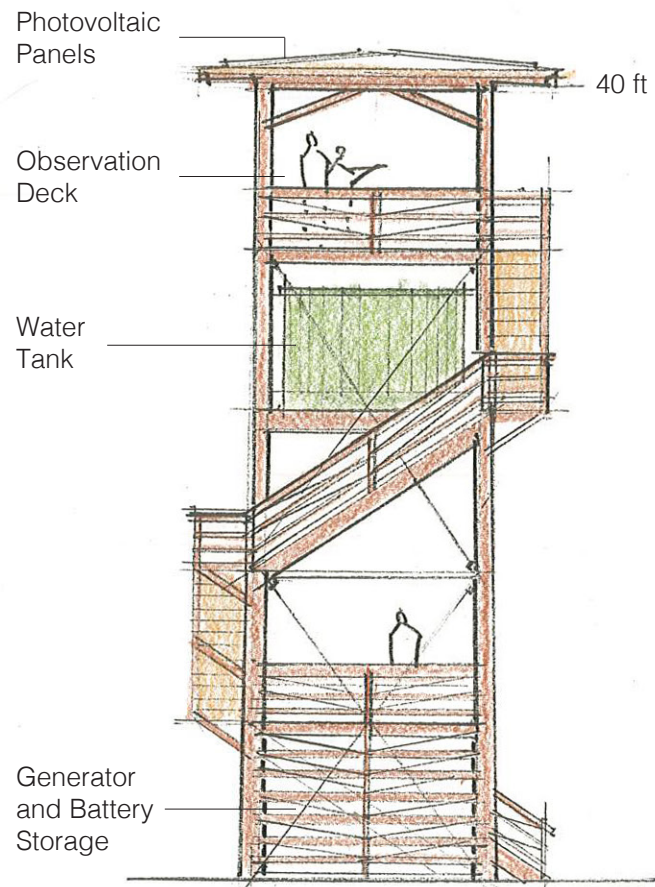 Photovoltaic
Panels
40 ft
Observation
Deck
Water
Tank
Generator
and Battery
Storage